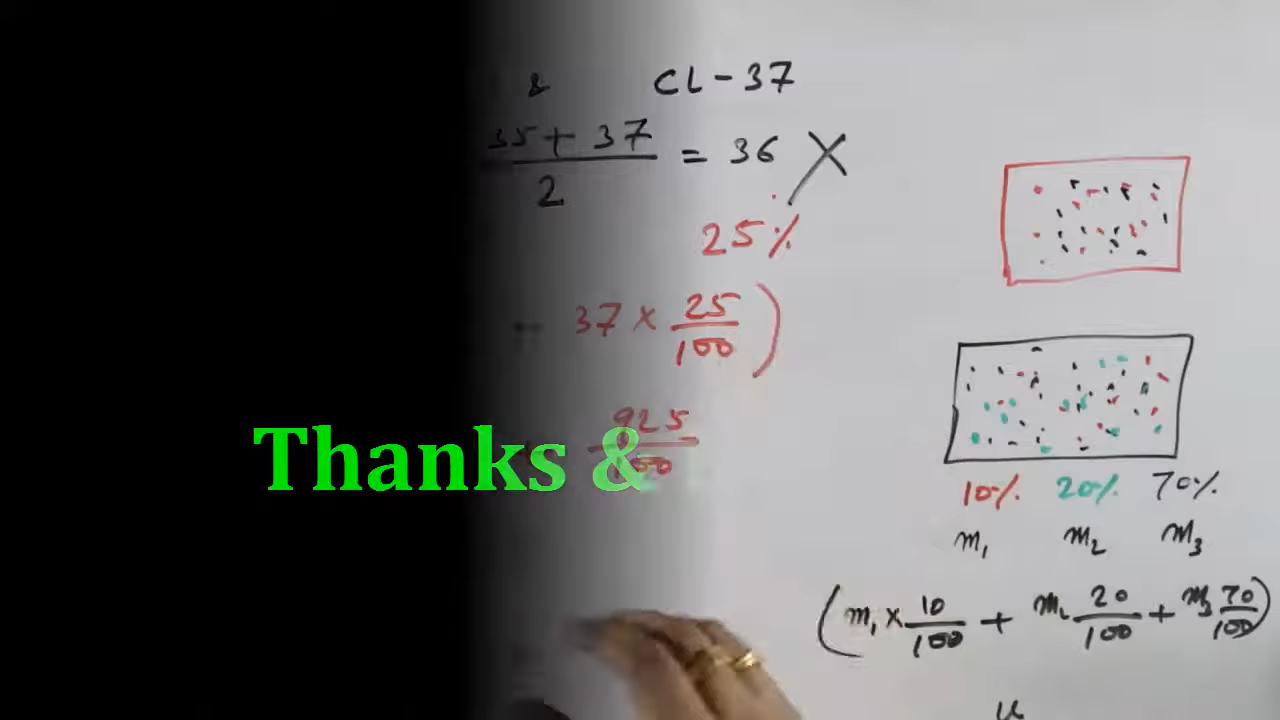 & CL - 37
35 + 37
2
= 36 X
25%
37 × 25/100 )
925
100
Thanks &
10% 20% 70%
m₁ m₂ m₃
( m₁ × 10/100 + m₂ 20/100 + m₃ 70/100 )